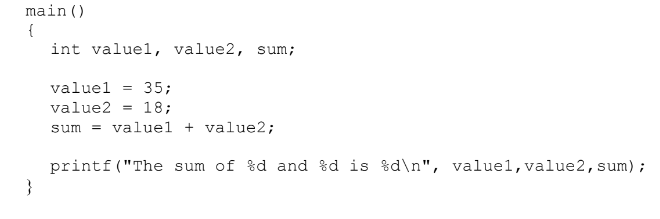 main()
{
int value1, value2, sum;
value1 = 35;
value2 = 18;
sum = value1 + value2;
printf("The sum of %d and %d is %d\n", value1,value2,sum);
}